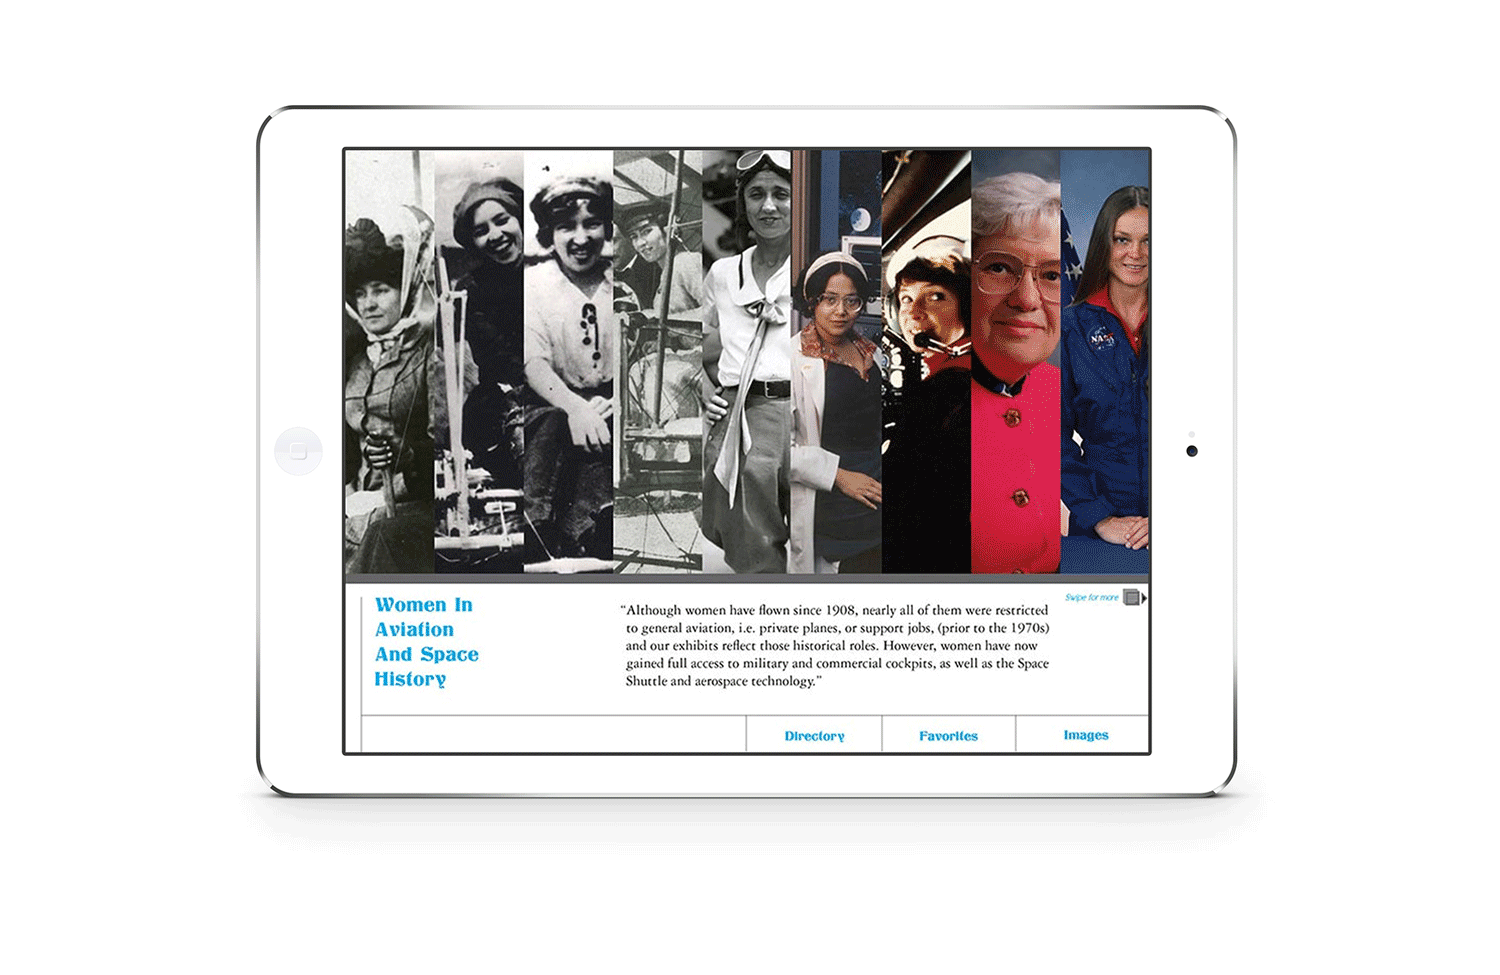 NASA
Women In
Aviation
And Space
History
“Although women have flown since 1908, nearly all of them were restricted
to general aviation, i.e. private planes, or support jobs, (prior to the 1970s)
and our exhibits reflect those historical roles. However, women have now
gained full access to military and commercial cockpits, as well as the Space
Shuttle and aerospace technology.”
Swipe for more
Directory
Favorites
Images